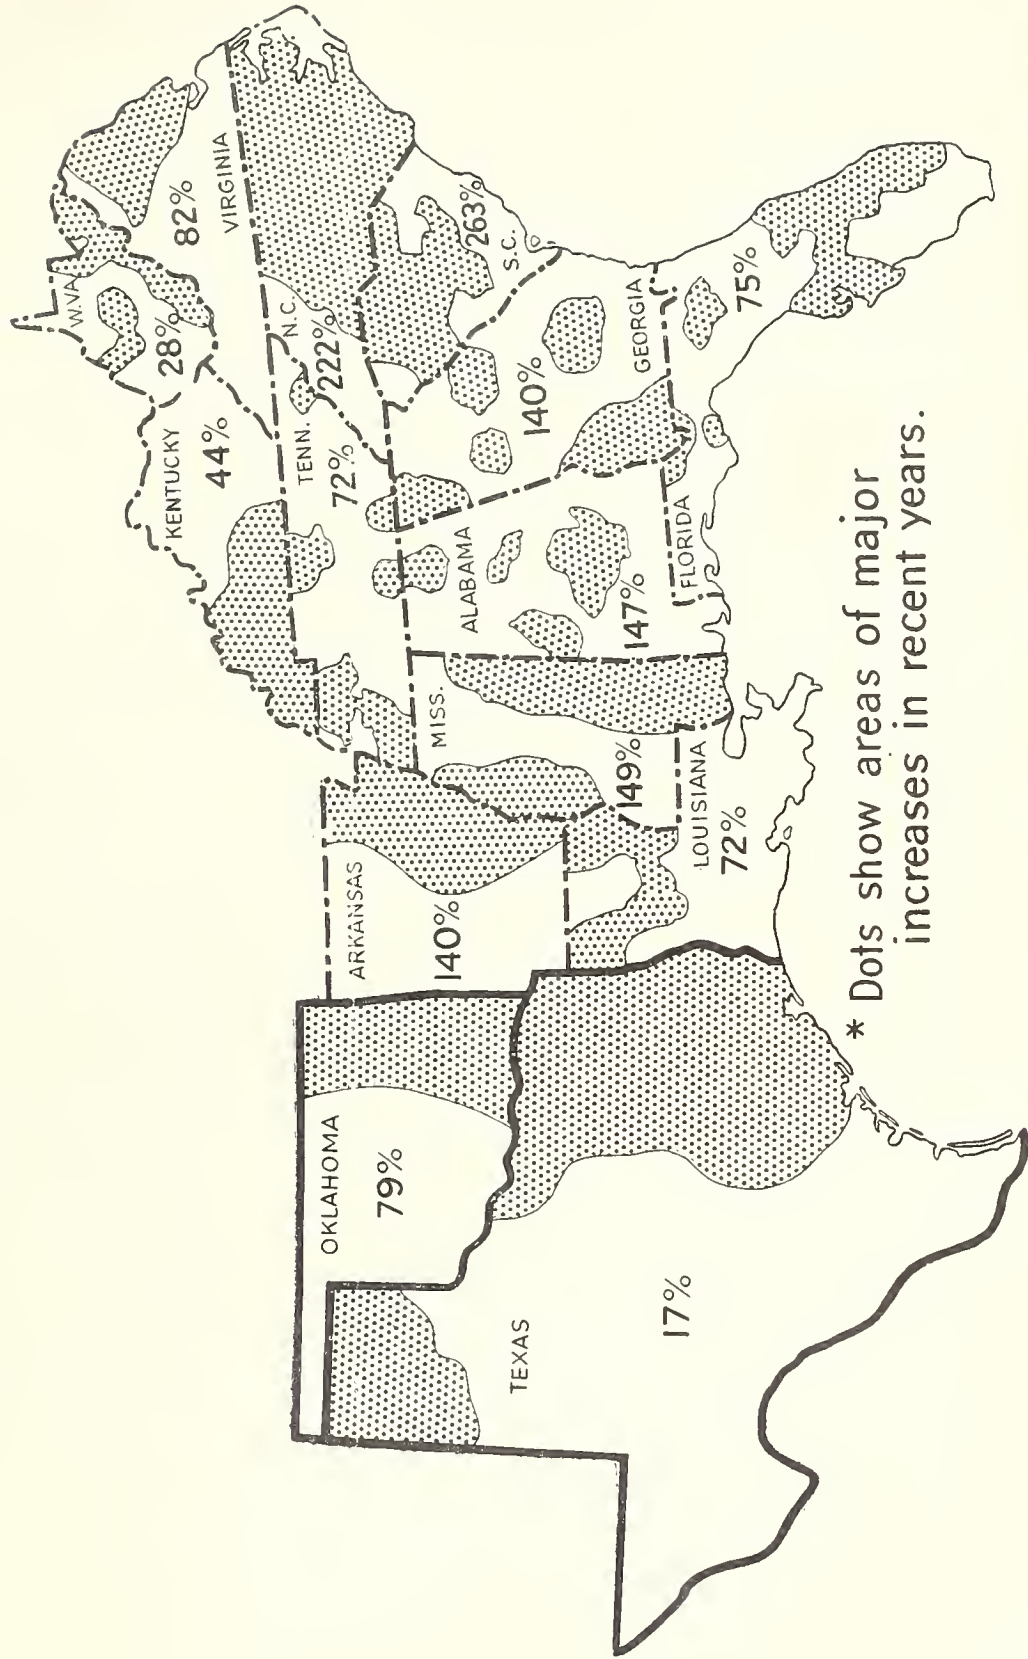 W.VA.
28%
VIRGINIA
82%
KENTUCKY
44%
N.C.
222%
TENN.
72%
S.C.
263%
OKLAHOMA
79%
ARKANSAS
140%
MISS.
149%
ALABAMA
147%
GEORGIA
140%
TEXAS
17%
LOUISIANA
72%
FLORIDA
75%
* Dots show areas of major
increases in recent years.